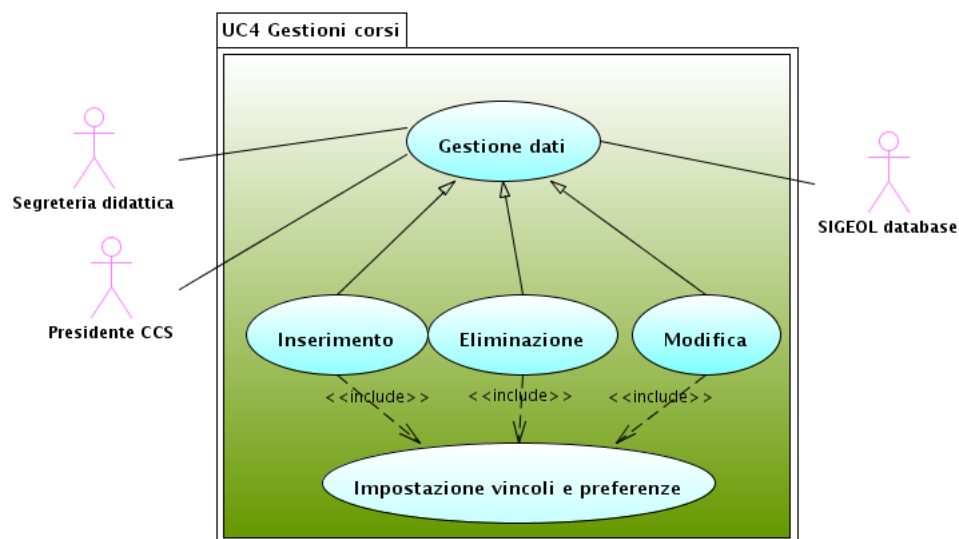 UC4 Gestioni corsi
Gestione dati
Segreteria didattica
SIGEOL database
Presidente CCS
Inserimento
Eliminazione
Modifica
<<include>>
<<include>>
<<include>>
Impostazione vincoli e preferenze